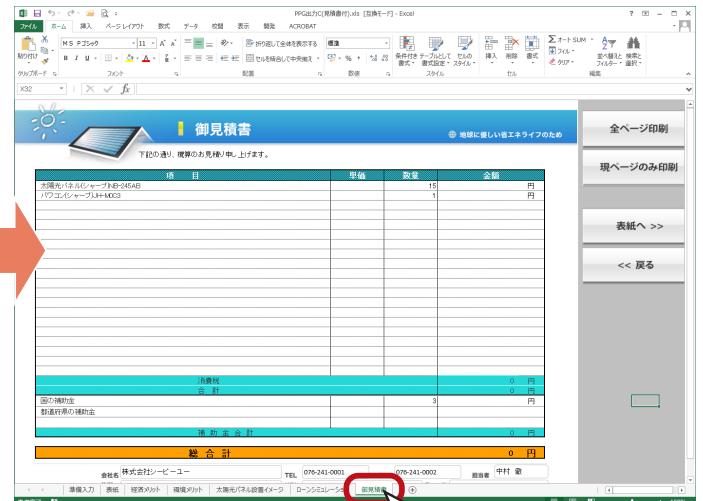 PPG出力C(見積書付).xls [互換モード] - Excel
ファイル ホーム 挿入 ページレイアウト 数式 データ 校閲 表示 開発 ACROBAT
貼り付け
MS Pゴシック 11
B I U
折り返して全体を表示する
セルを結合して中央揃え
標準
条件付き書式 テーブルとして書式設定 セルのスタイル
挿入 削除 書式
オート SUM
フィル
クリア
並べ替えとフィルター 検索と選択
クリップボード フォント 配置 数値 スタイル セル 編集
X32 fx
御見積書
地球に優しい省エネライフのため
下記の通り、概算のお見積り申し上げます。
項 目 単価 数量 金額
太陽光パネル(シャープ)NB-245AB 15 円
パワコン(シャープ)JH-M0C3 1 円
消費税 0 円
合 計 0 円
国の補助金 3 円
都道府県の補助金
補 助 金 合 計 0 円
総 合 計 0 円
会社名 株式会社シービーユー TEL 076-241-0001 076-241-0002 担当者 中村 徹
準備入力 表紙 経済メリット 環境メリット 太陽光パネル設置イメージ ローンシミュレーション 御見積書
全ページ印刷
現ページのみ印刷
表紙へ >>
<< 戻る